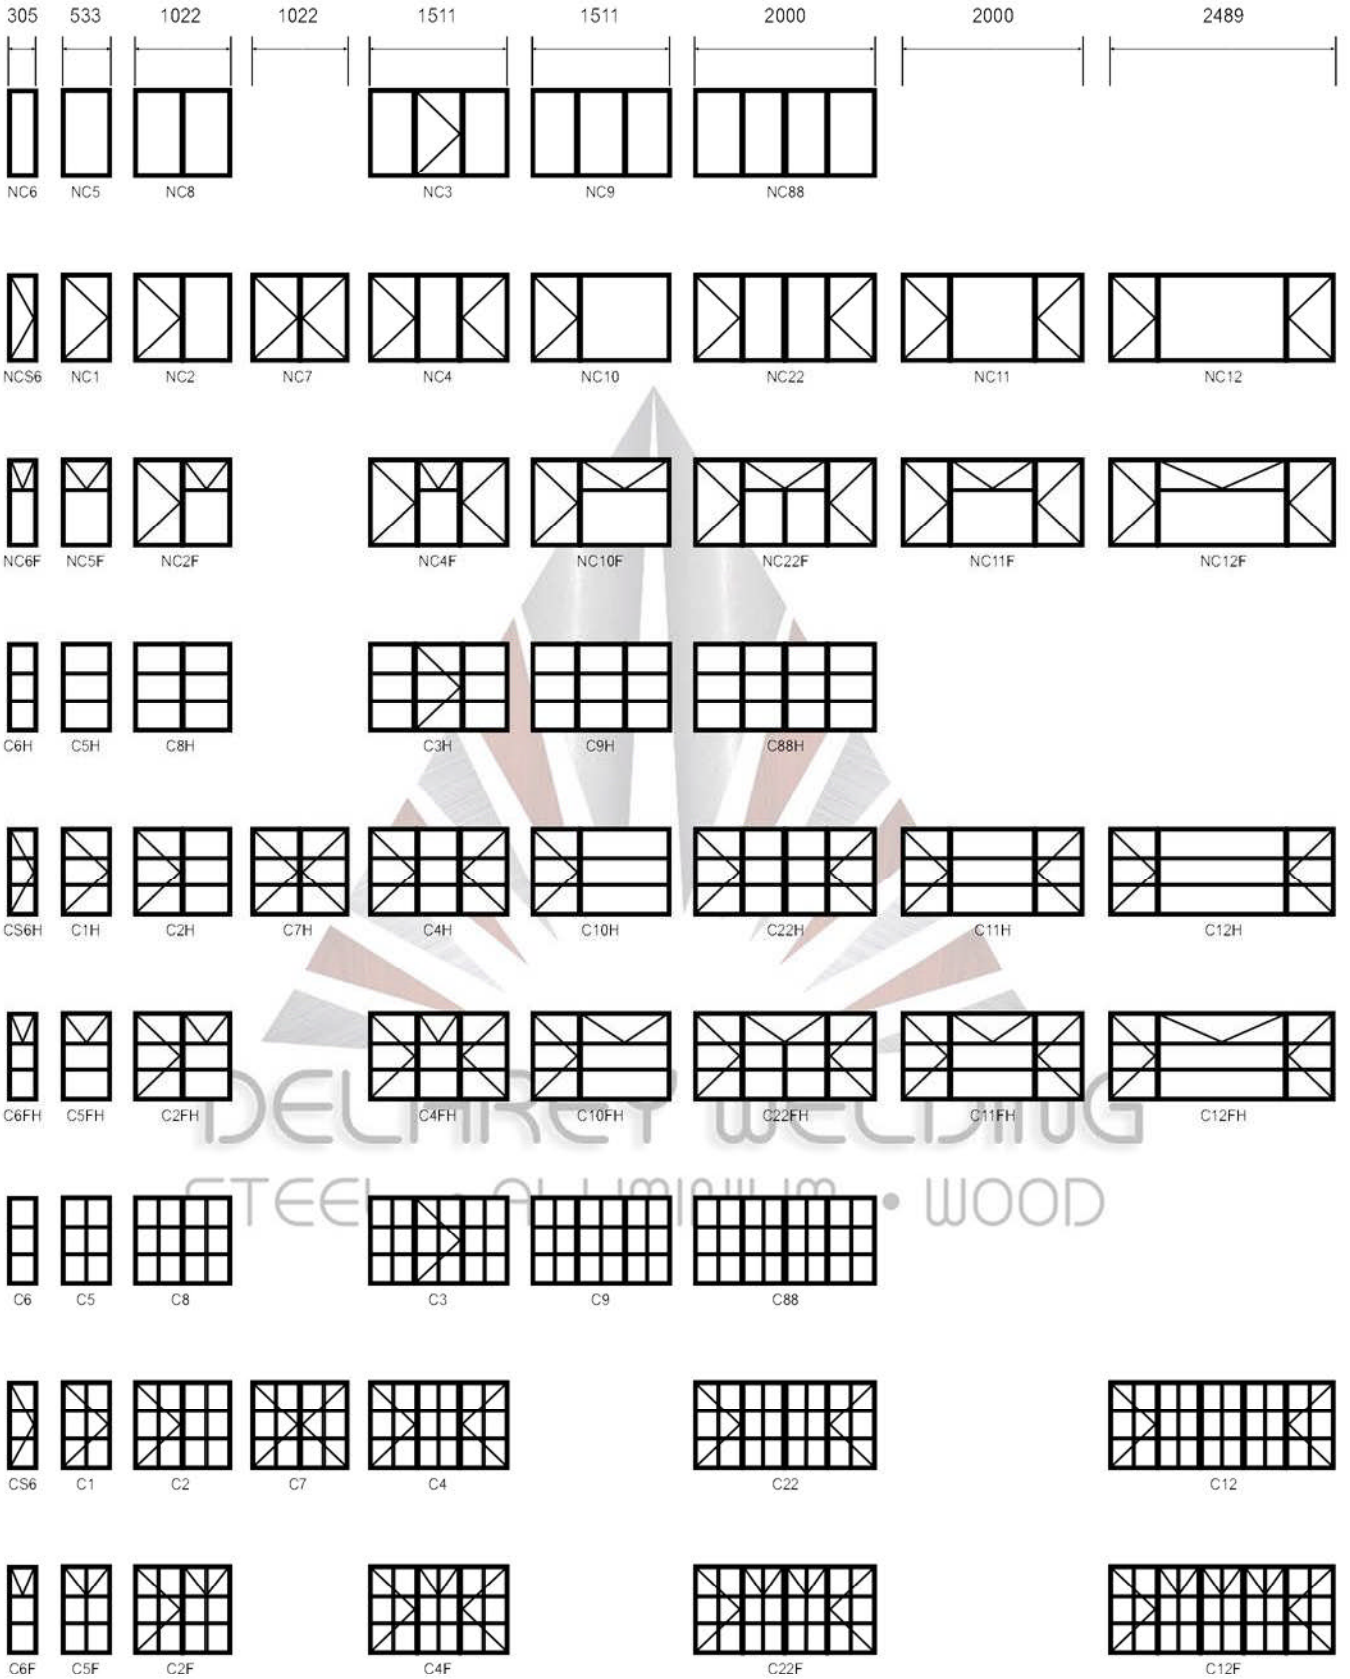 305 533 1022 1022 1511 1511 2000 2000 2489
NC6 NC5 NC8 NC3 NC9 NC88
NCS6 NC1 NC2 NC7 NC4 NC10 NC22 NC11 NC12
NC6F NC5F NC2F NC4F NC10F NC22F NC11F NC12F
C6H C5H C8H C3H C9H C88H
CS6H C1H C2H C7H C4H C10H C22H C11H C12H
C6FH C5FH C2FH C4FH C10FH C22FH C11FH C12FH
DELAREY WELDING
STEEL • ALUMINIUM • WOOD
C6 C5 C8 C3 C9 C88
CS6 C1 C2 C7 C4 C22 C12
C6F C5F C2F C4F C22F C12F